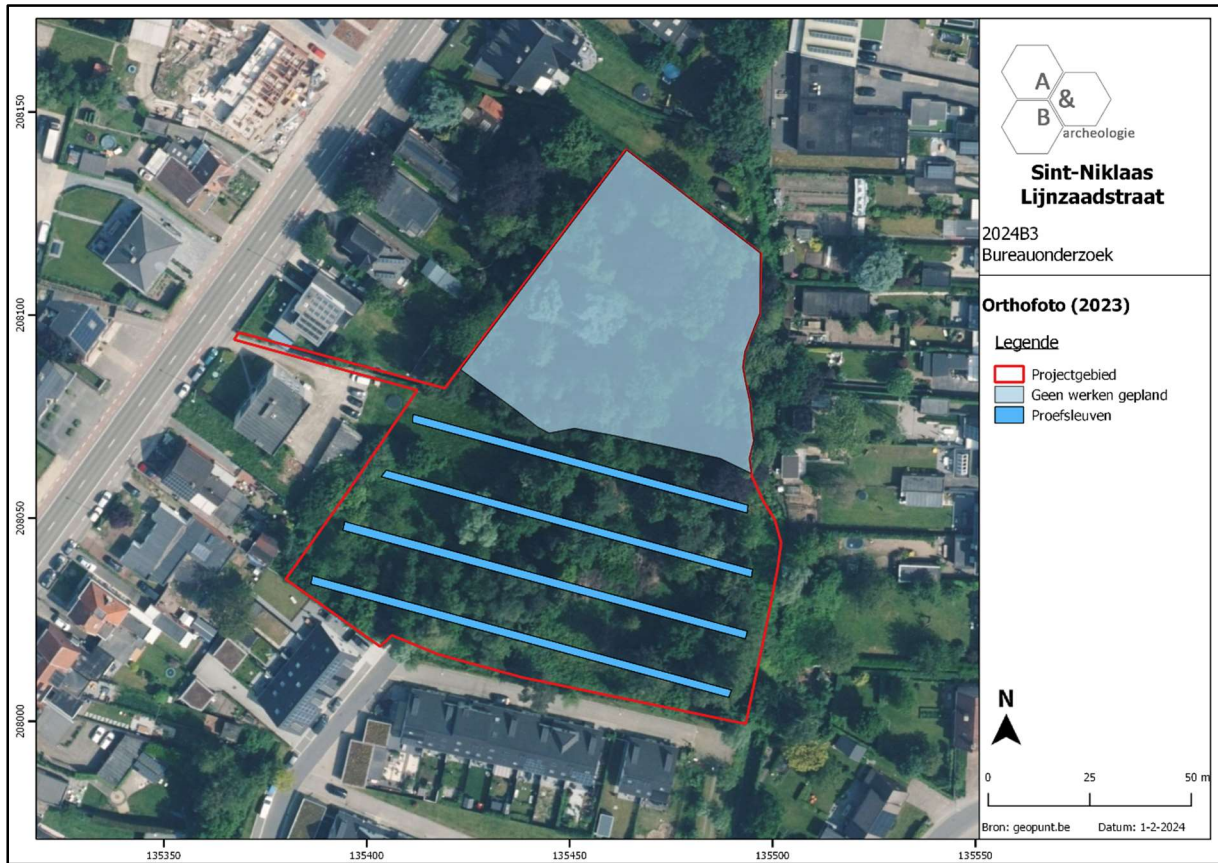 A
&
B
archeologie
Sint-Niklaas
Lijnzaadstraat
2024B3
Bureauonderzoek
Orthofoto (2023)
Legende
Projectgebied
Geen werken gepland
Proefsleuven
N
0 25 50 m
Bron: geopunt.be Datum: 1-2-2024
208150
208100
208050
208000
135350 135400 135450 135500 135550